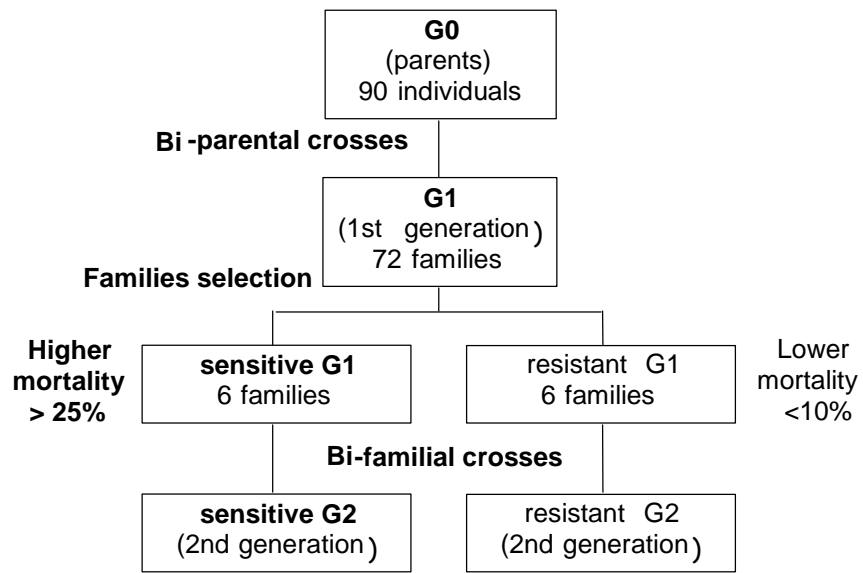 G0
(parents)
90 individuals
Bi -parental crosses
G1
(1st generation)
72 families
Families selection
Higher
mortality
> 25%
sensitive G1
6 families
resistant G1
6 families
Lower
mortality
<10%
Bi-familial crosses
sensitive G2
(2nd generation)
resistant G2
(2nd generation)